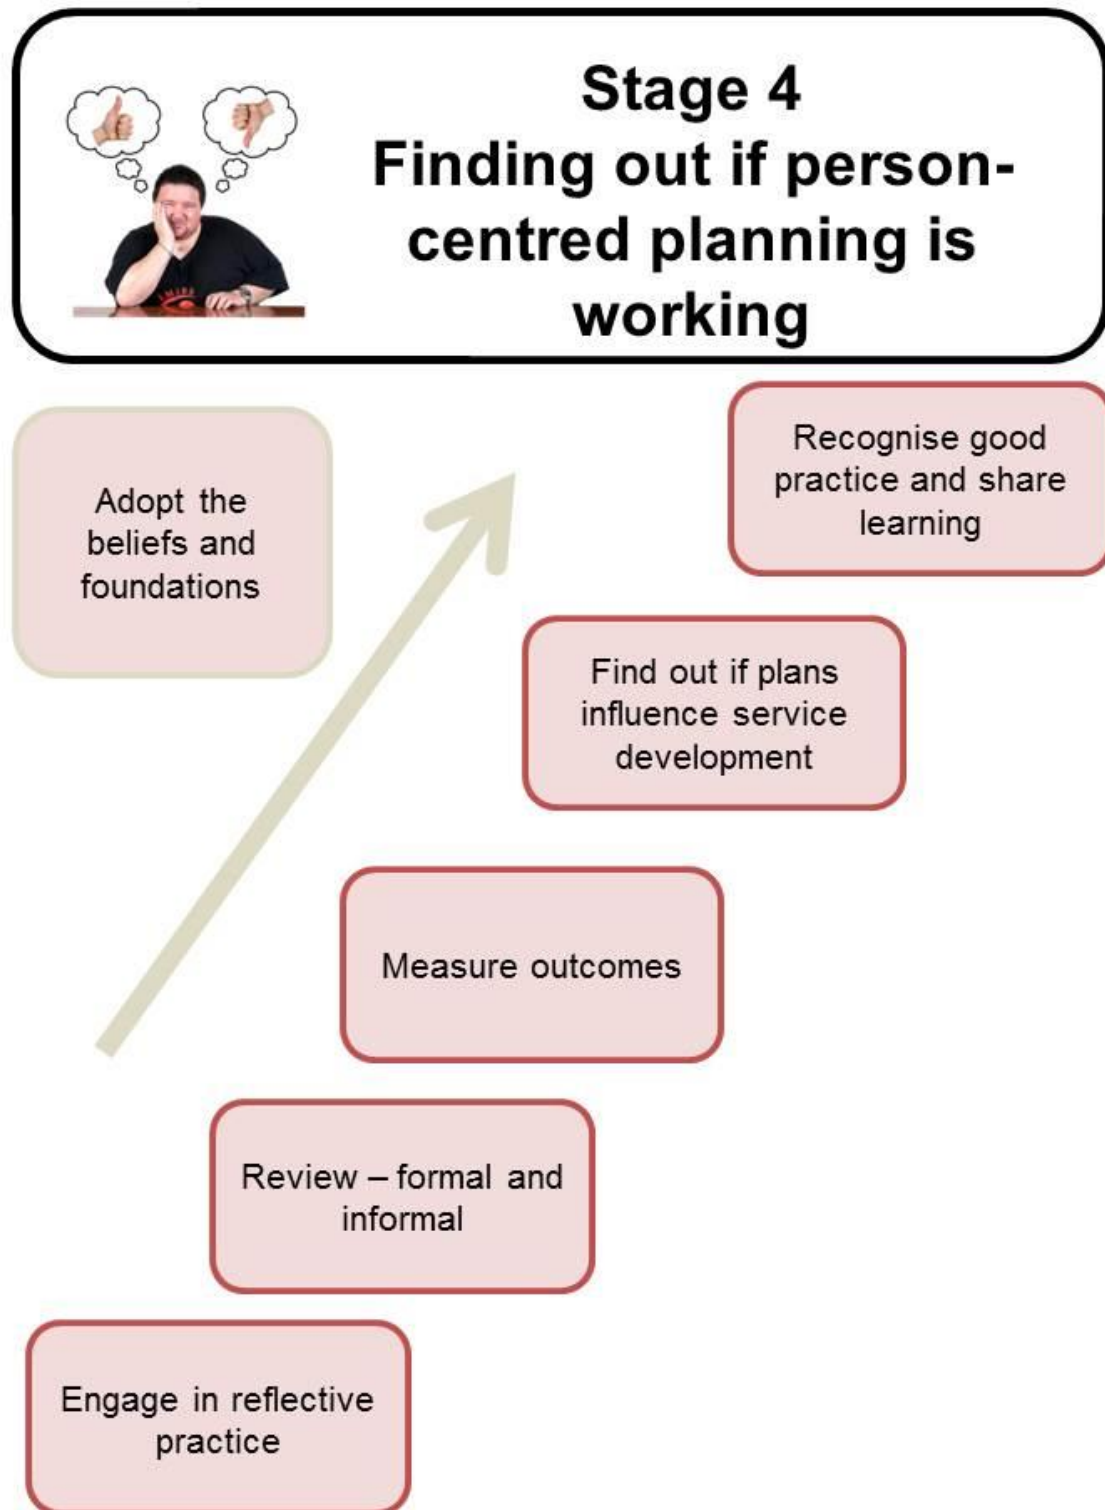 Stage 4
Finding out if person-
centred planning is
working
Recognise good
practice and share
learning
Adopt the
beliefs and
foundations
Find out if plans
influence service
development
Measure outcomes
Review – formal and
informal
Engage in reflective
practice